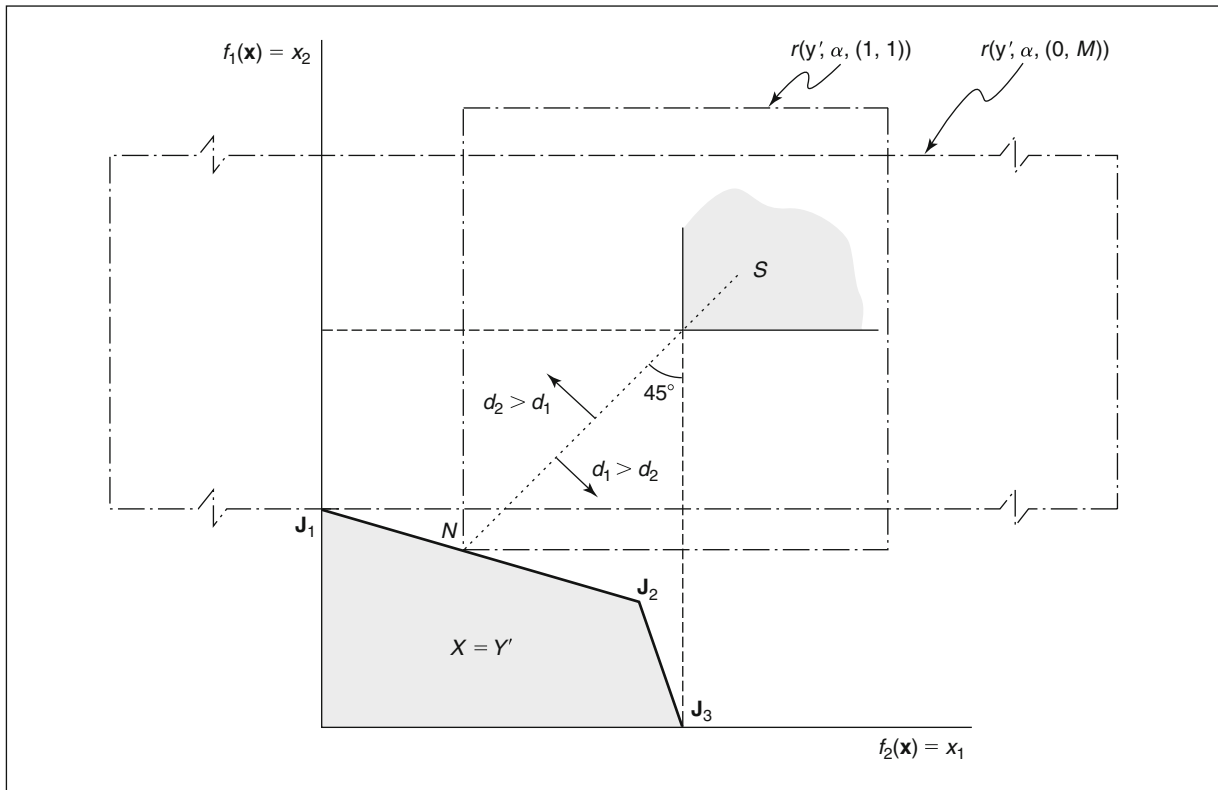 f₁(x) = x₂
r(y′, α, (1, 1))
r(y′, α, (0, M))
S
45°
d₂ > d₁
d₁ > d₂
J₁
N
J₂
X = Y′
J₃
f₂(x) = x₁